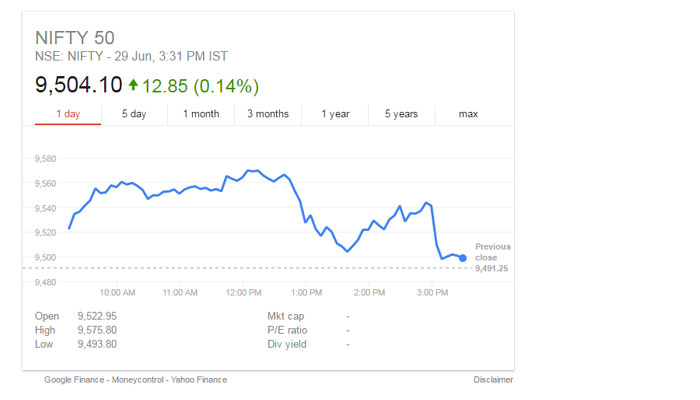 NIFTY 50
NSE: NIFTY - 29 Jun, 3:31 PM IST
9,504.10 12.85 (0.14%)
1 day 5 day 1 month 3 months 1 year 5 years max
9,580
9,560
9,540
9,520
9,500
9,480
Previous
close
9,491.25
10:00 AM 11:00 AM 12:00 PM 1:00 PM 2:00 PM 3:00 PM
Open 9,522.95 Mkt cap -
High 9,575.80 P/E ratio -
Low 9,493.80 Div yield -
Google Finance - Moneycontrol - Yahoo Finance Disclaimer